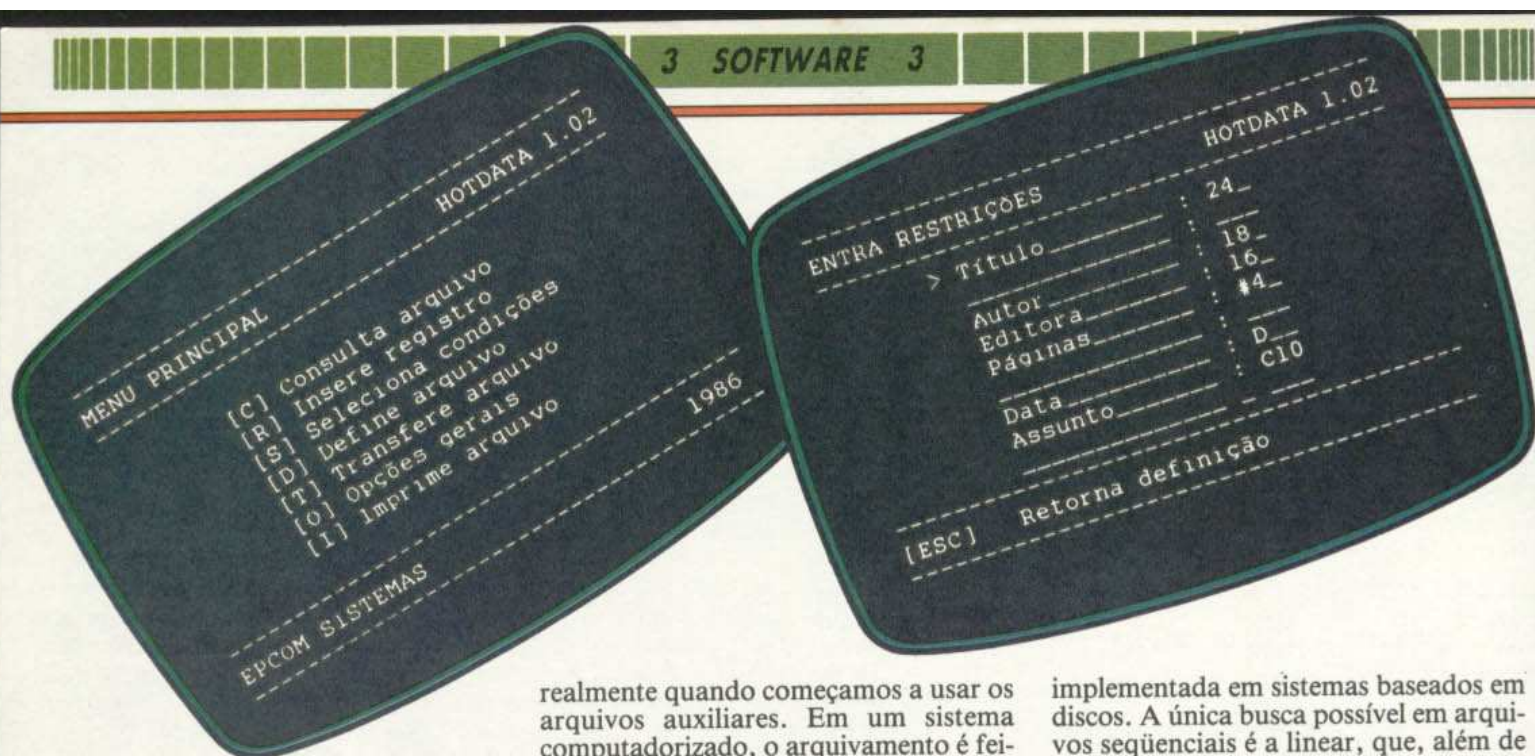 3 SOFTWARE 3
MENU PRINCIPAL HOTDATA 1.02
[C] Consulta arquivo
[R] Insere registro
[S] Seleciona condições
[D] Define arquivo
[T] Transfere arquivo
[O] Opções gerais
[I] Imprime arquivo
EPCOM SISTEMAS 1986
ENTRA RESTRIÇÕES HOTDATA 1.02
> Título : 24_
Autor : 18_
Editora : 16_
Páginas : #4_
Data : D
Assunto : C10
[ESC] Retorna definição
realmente quando começamos a usar os
arquivos auxiliares. Em um sistema
computadorizado, o arquivamento é fei-
implementada em sistemas baseados em
discos. A única busca possível em arqui-
vos seqüenciais é a linear, que, além de